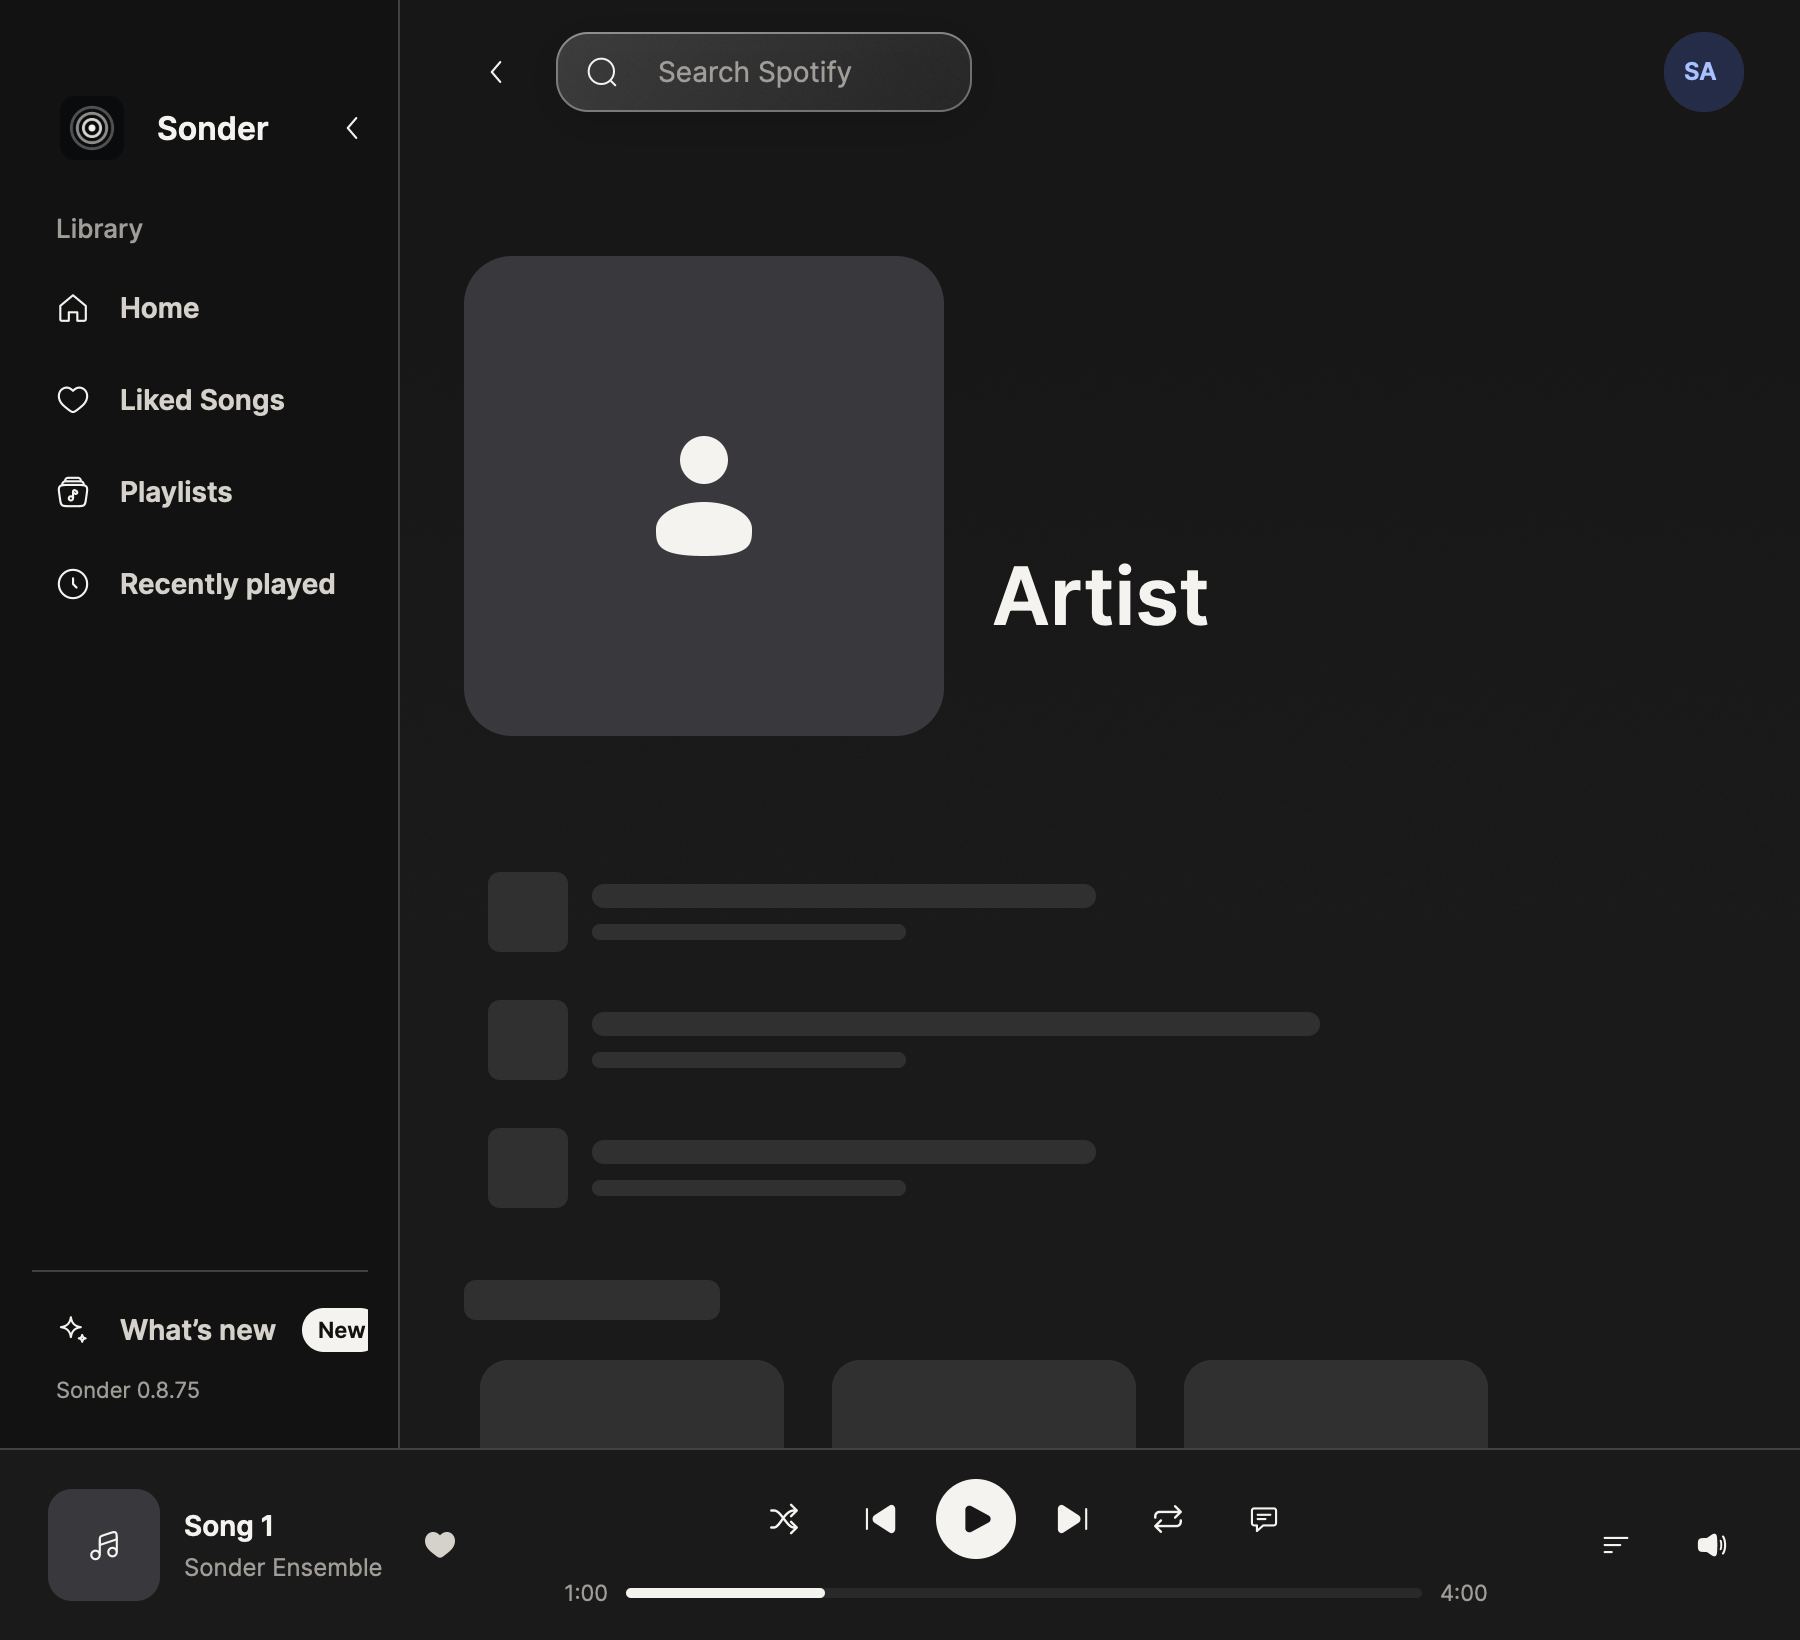 Search Spotify
SA
Sonder
Library
Home
Liked Songs
Playlists
Recently played
Artist
What’s new
New
Sonder 0.8.75
Song 1
Sonder Ensemble
1:00
4:00